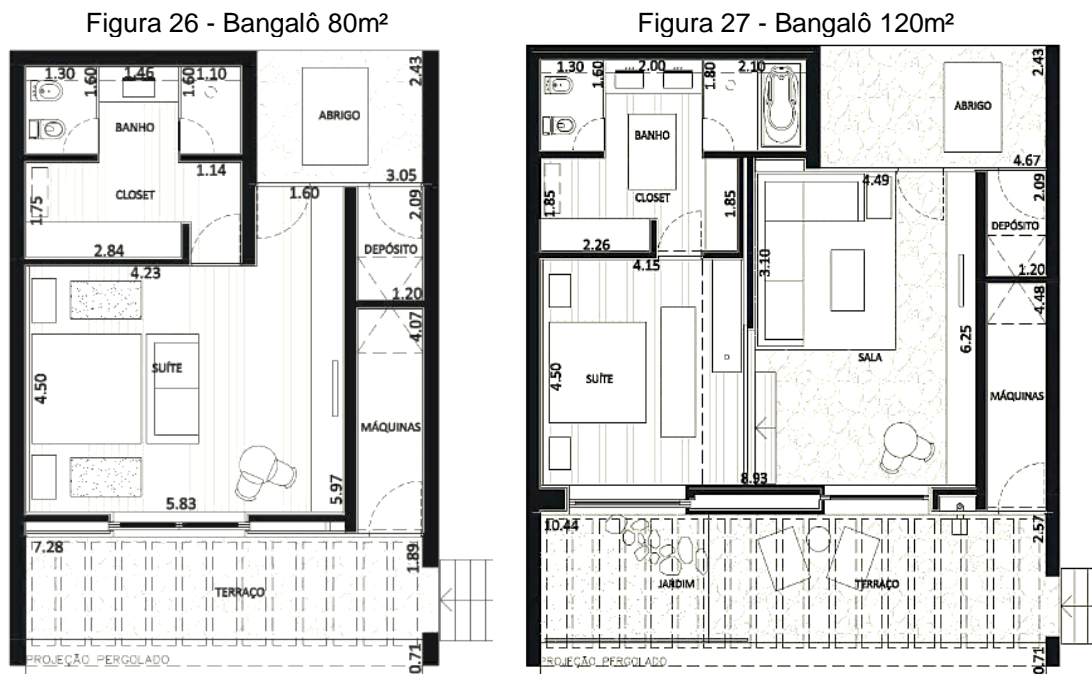 Figura 26 - Bangalô 80m²
1.30
1.60
1.46
1.60
1.10
2.43
ABRIGO
BANHO
1.14
3.05
CLOSET
1.75
1.60
2.09
2.84
DEPÓSITO
4.23
1.20
4.07
SUÍTE
4.50
MÁQUINAS
5.83
5.97
7.28
1.89
TERRAÇO
PROJEÇÃO PERGOLADO
0.71
Figura 27 - Bangalô 120m²
1.30
1.60
2.00
1.80
2.10
2.43
ABRIGO
BANHO
4.67
4.49
CLOSET
1.85
1.85
2.09
DEPÓSITO
2.26
4.15
3.10
1.20
4.48
SALA
6.25
4.50
SUÍTE
MÁQUINAS
8.93
10.44
2.57
JARDIM
TERRAÇO
PROJEÇÃO PERGOLADO
0.71